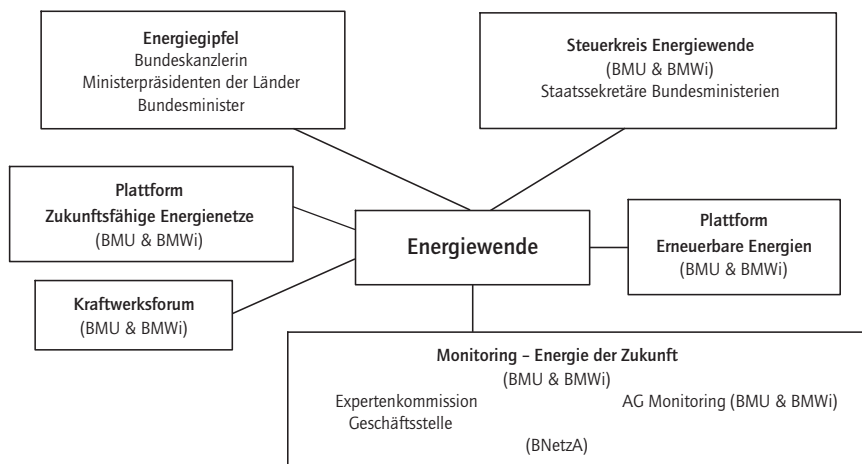 Energiegipfel
Bundeskanzlerin
Ministerpräsidenten der Länder
Bundesminister
Steuerkreis Energiewende
(BMU & BMWi)
Staatssekretäre Bundesministerien
Plattform
Zukunftsfähige Energienetze
(BMU & BMWi)
Energiewende
Plattform
Erneuerbare Energien
(BMU & BMWi)
Kraftwerksforum
(BMU & BMWi)
Monitoring – Energie der Zukunft
(BMU & BMWi)
Expertenkommission
Geschäftsstelle
AG Monitoring (BMU & BMWi)
(BNetzA)